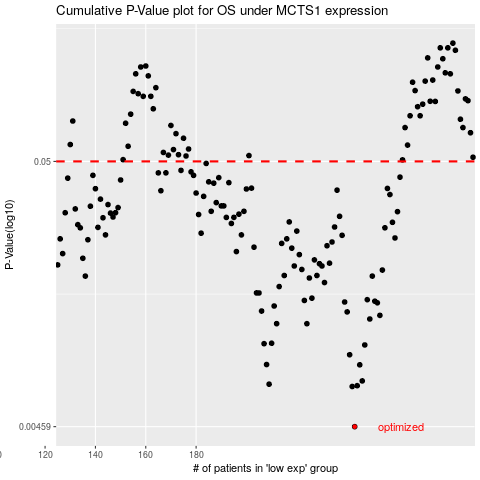 Cumulative P-Value plot for OS under MCTS1 expression
P-Value(log10)
0.05
0.00459
optimized
0 120 140 160 180
# of patients in 'low exp' group